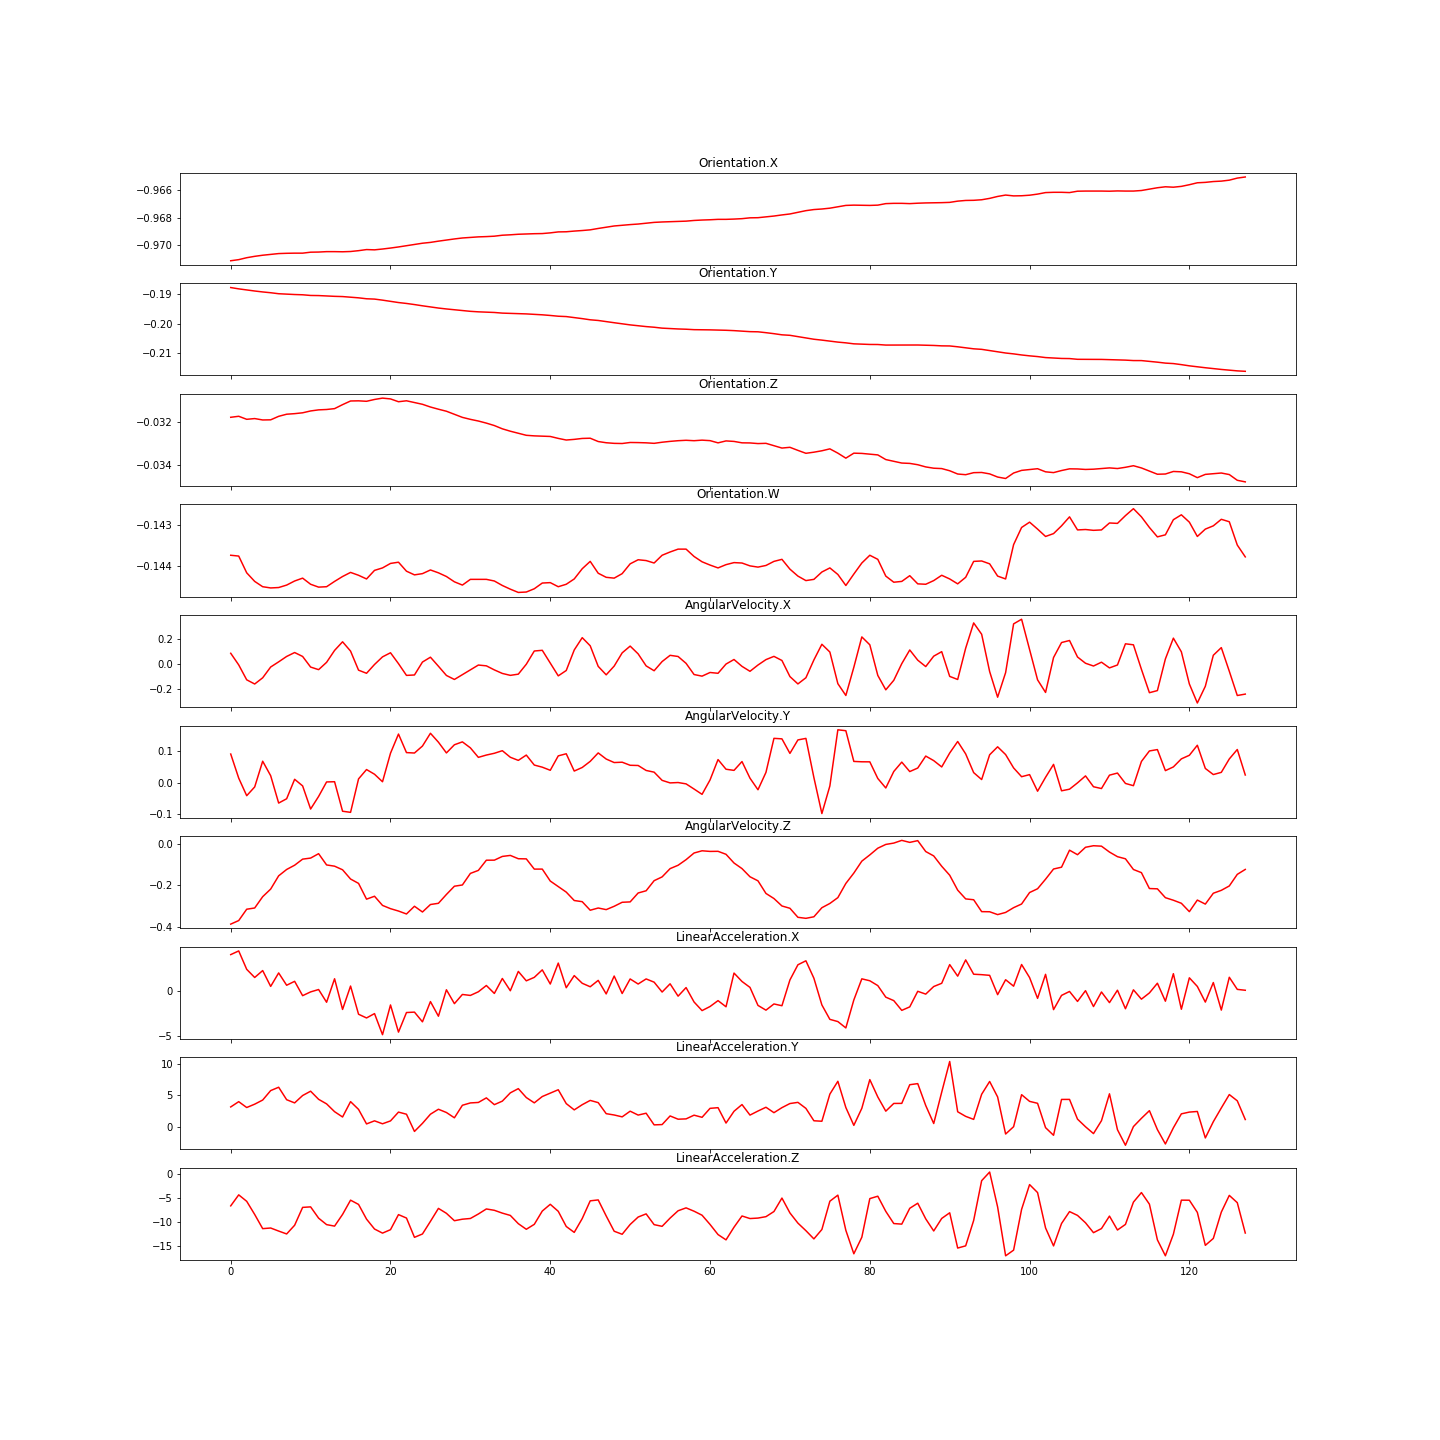 Orientation.X
−0.966
−0.968
−0.970
Orientation.Y
−0.19
−0.20
−0.21
Orientation.Z
−0.032
−0.034
Orientation.W
−0.143
−0.144
AngularVelocity.X
0.2
0.0
−0.2
AngularVelocity.Y
0.1
0.0
−0.1
AngularVelocity.Z
0.0
−0.2
−0.4
LinearAcceleration.X
0
−5
LinearAcceleration.Y
10
5
0
LinearAcceleration.Z
0
−5
−10
−15
0 20 40 60 80 100 120